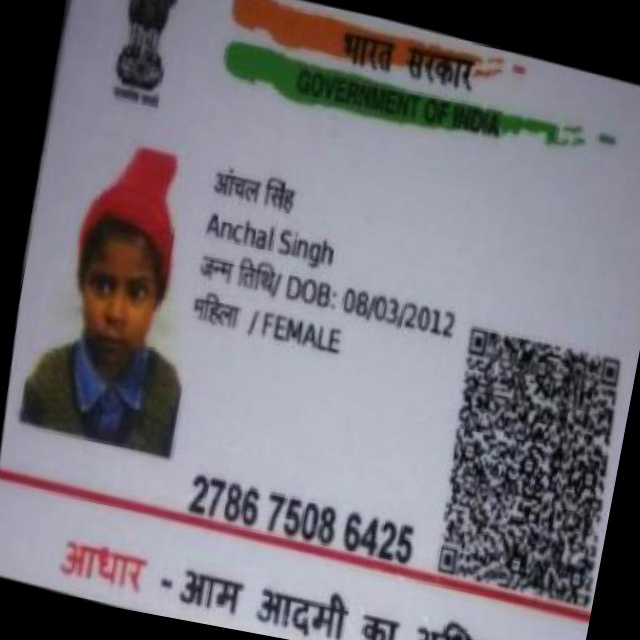 भारत सरकार
GOVERNMENT OF INDIA
आंचल सिंह
Anchal Singh
जन्म तिथि/ DOB: 08/03/2012
महिला / FEMALE
2786 7508 6425
आधार - आम आदमी का